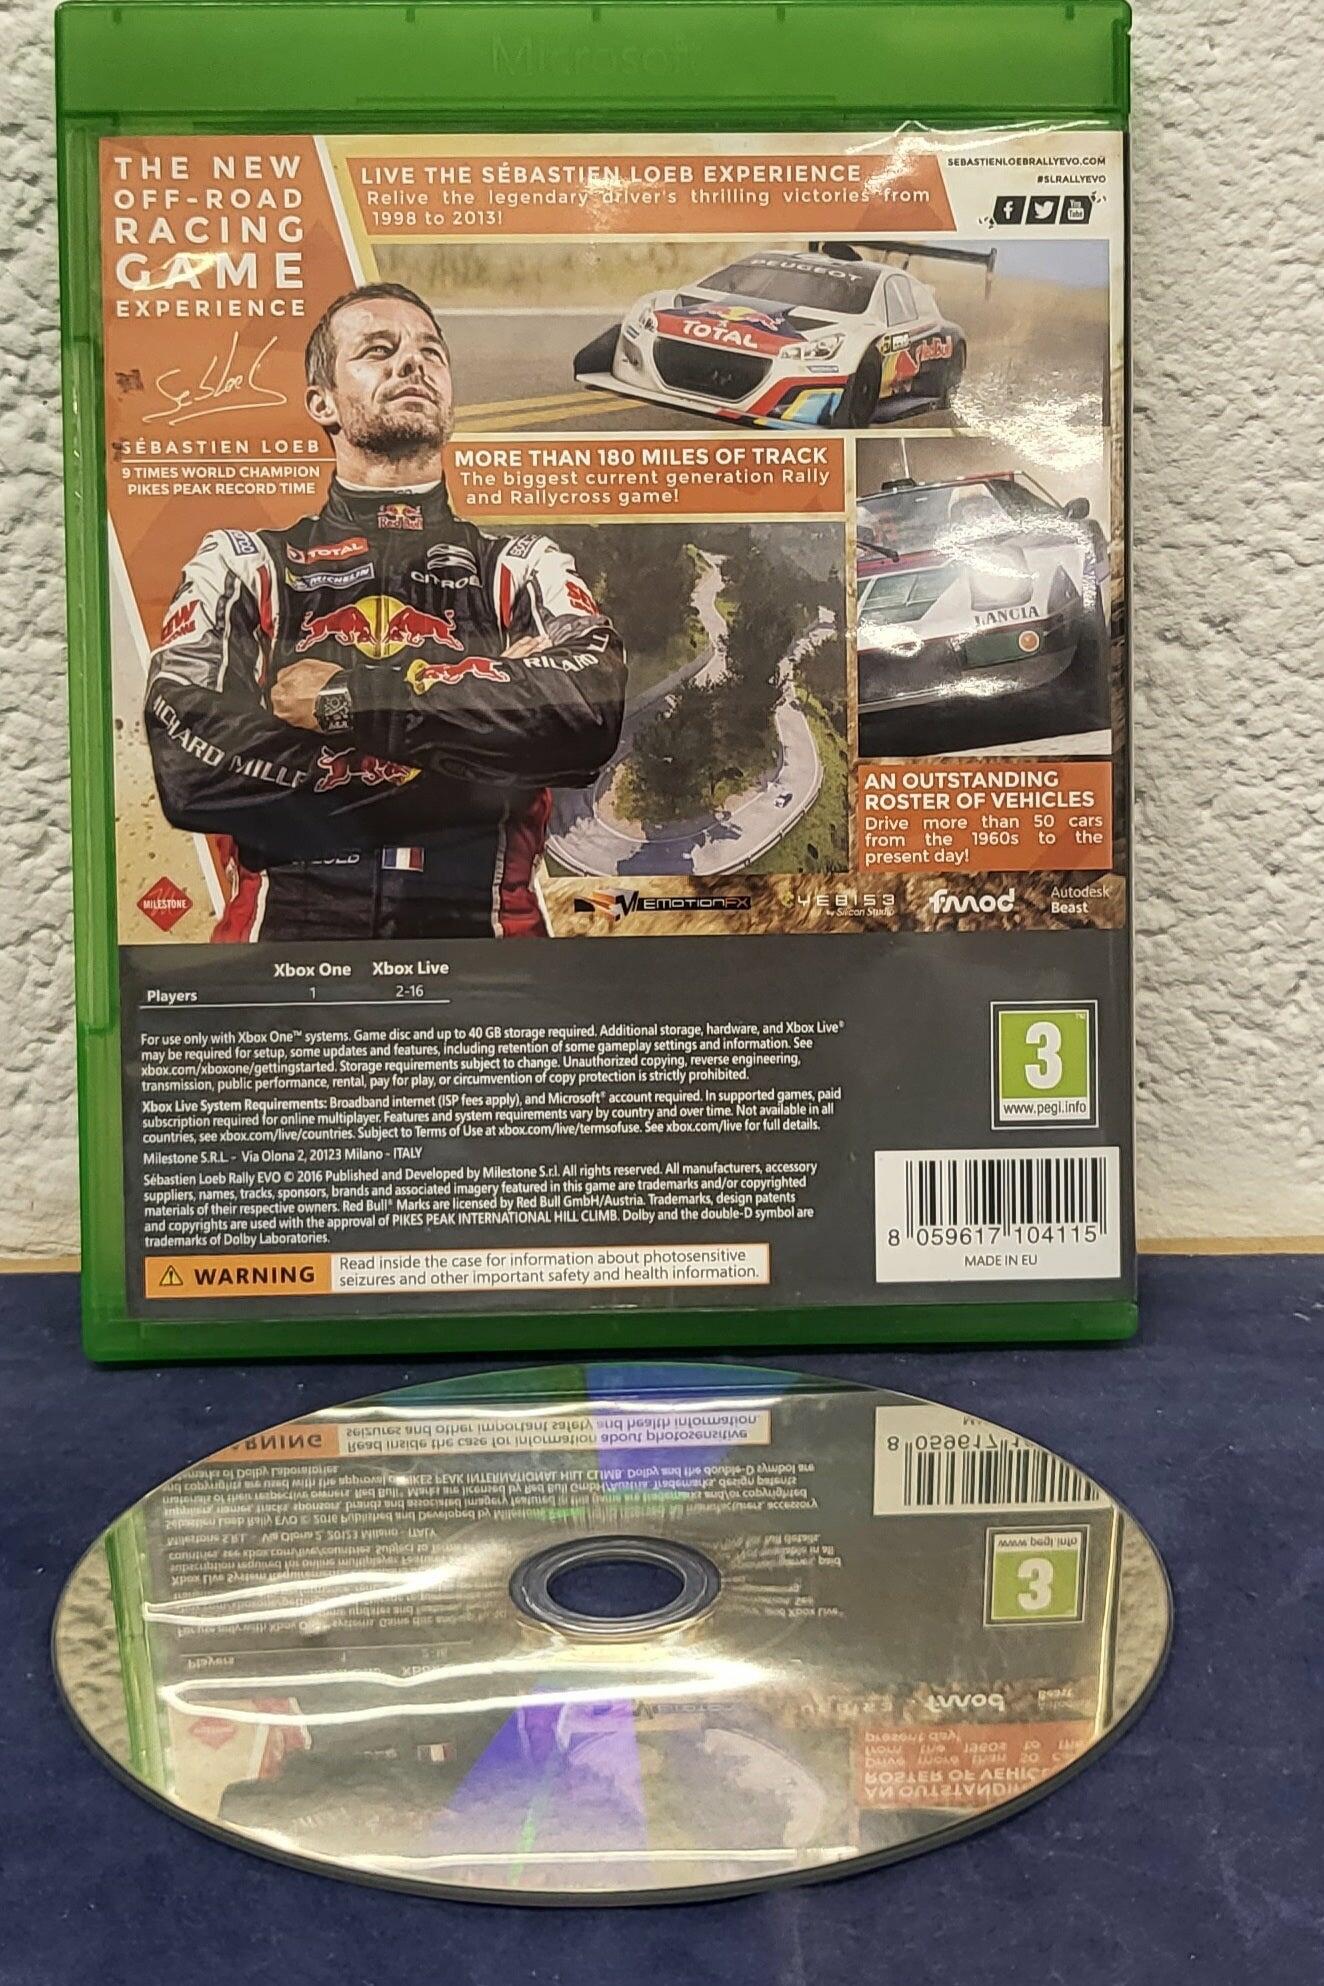 Microsoft
THE NEW
OFF-ROAD
RACING
GAME
EXPERIENCE
Seb Loeb
SÉBASTIEN LOEB
9 TIMES WORLD CHAMPION
PIKES PEAK RECORD TIME
LIVE THE SÉBASTIEN LOEB EXPERIENCE
Relive the legendary driver's thrilling victories from
1998 to 2013!
SEBASTIENLOEBRALLYEVO.COM
#SLRALLYEVO
f
You
Tube
PEUGEOT
TOTAL
Red Bull
MORE THAN 180 MILES OF TRACK
The biggest current generation Rally
and Rallycross game!
Red Bull
TOTAL
MICHELIN
CITROË
RICHARD MILLE
LANCIA
AN OUTSTANDING
ROSTER OF VEHICLES
Drive more than 50 cars
from the 1960s to the
present day!
MILESTONE
EMOTIONFX
YEBIS 3
by Silicon Studio
fmod
Autodesk
Beast
Xbox One Xbox Live
Players 1 2-16
For use only with Xbox One™ systems. Game disc and up to 40 GB storage required. Additional storage, hardware, and Xbox Live®
may be required for setup, some updates and features, including retention of some gameplay settings and information. See
xbox.com/xboxone/gettingstarted. Storage requirements subject to change. Unauthorized copying, reverse engineering,
transmission, public performance, rental, pay for play, or circumvention of copy protection is strictly prohibited.
Xbox Live System Requirements: Broadband internet (ISP fees apply), and Microsoft® account required. In supported games, paid
subscription required for online multiplayer. Features and system requirements vary by country and over time. Not available in all
countries, see xbox.com/live/countries. Subject to Terms of Use at xbox.com/live/termsofuse. See xbox.com/live for full details.
Milestone S.R.L. - Via Olona 2, 20123 Milano - ITALY
Sébastien Loeb Rally EVO © 2016 Published and Developed by Milestone S.r.l. All rights reserved. All manufacturers, accessory
suppliers, names, tracks, sponsors, brands and associated imagery featured in this game are trademarks and/or copyrighted
materials of their respective owners. Red Bull® Marks are licensed by Red Bull GmbH/Austria. Trademarks, design patents
and copyrights are used with the approval of PIKES PEAK INTERNATIONAL HILL CLIMB. Dolby and the double-D symbol are
trademarks of Dolby Laboratories.
WARNING
Read inside the case for information about photosensitive
seizures and other important safety and health information.
3
www.pegi.info
8 059617 104115
MADE IN EU